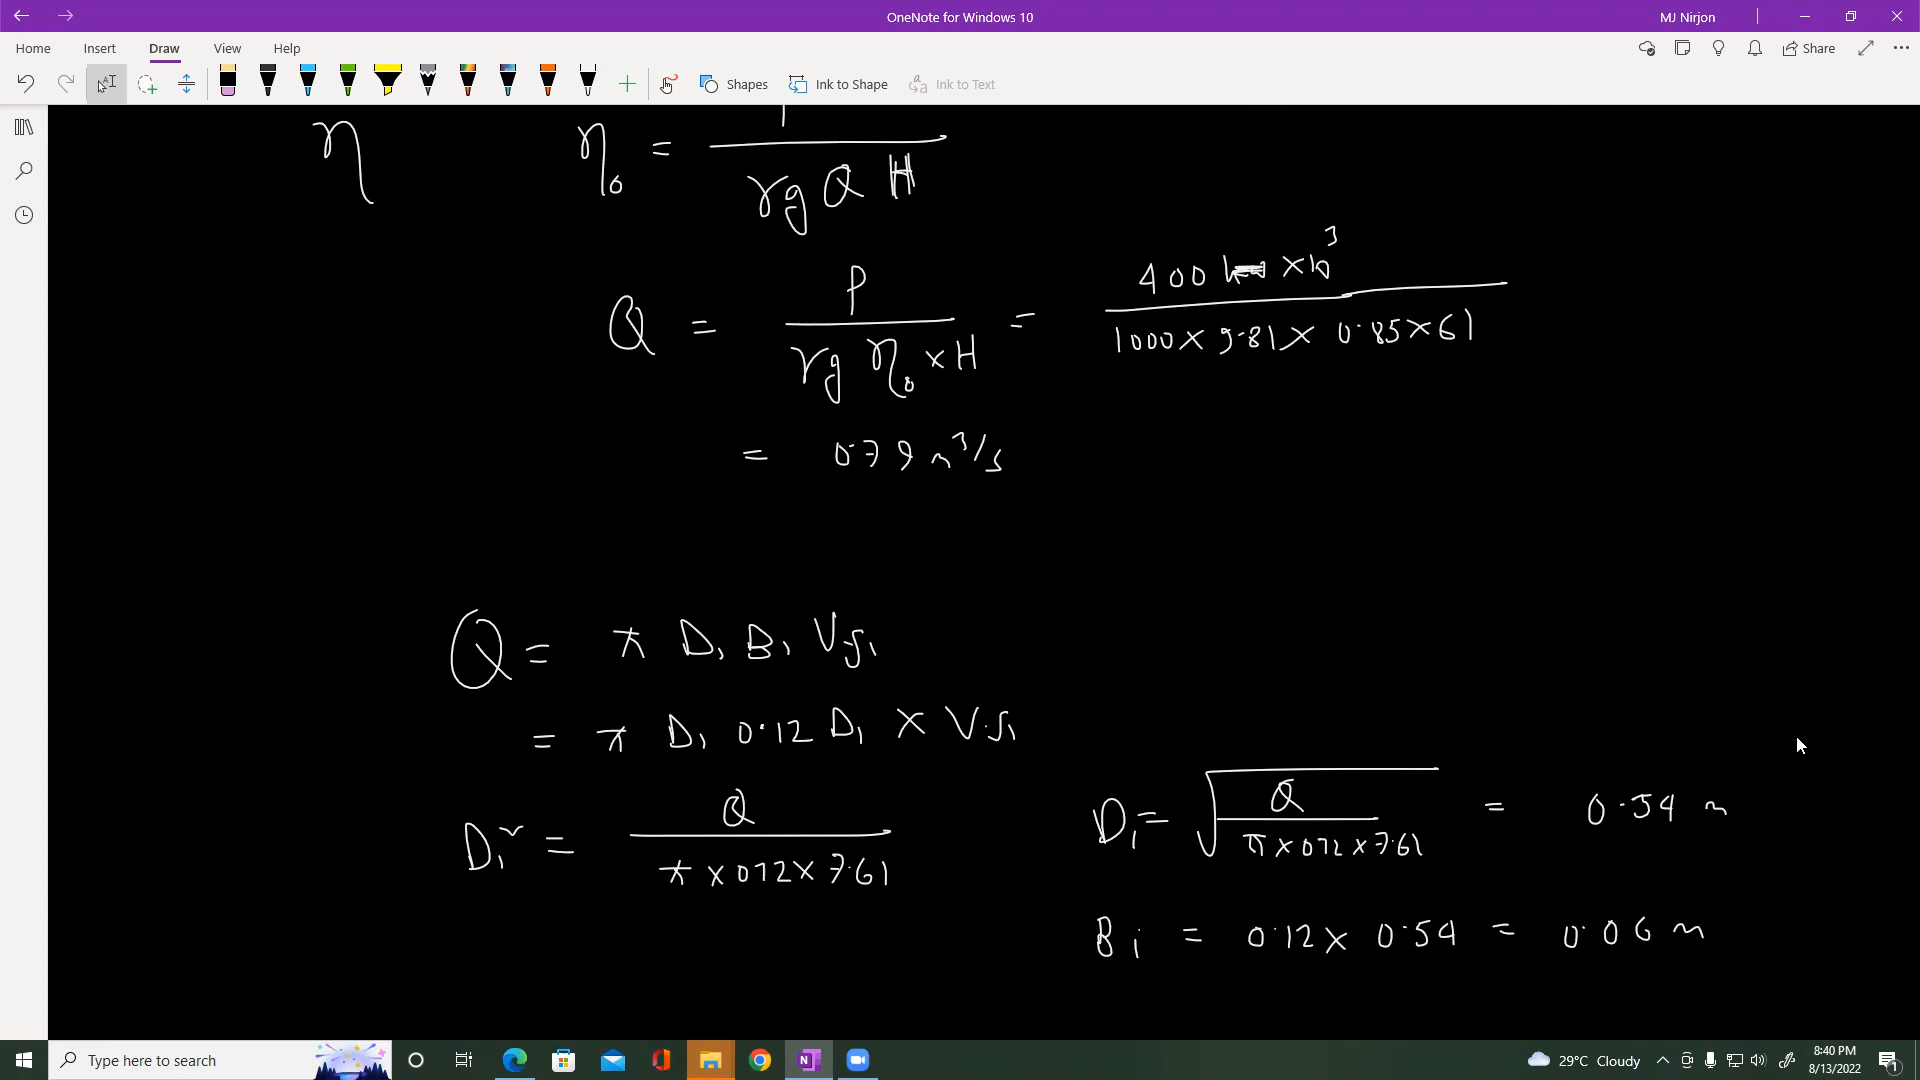 OneNote for Windows 10
MJ Nirjon
Home Insert Draw View Help
Share
Shapes
Ink to Shape
Ink to Text
η η₀ = / rg Q H
Q = P / rg η₀ × H = 400 × 10³ / 1000 × 9.81 × 0.85 × 61
= 0.79 m³/s
Q = π D₁ B₁ Vf₁
= π D₁ 0.12 D₁ × Vf₁
D₁² = Q / π × 0.12 × 7.61
D₁ = √(Q / π × 0.12 × 7.61) = 0.54 m
B₁ = 0.12 × 0.54 = 0.06 m
Type here to search
29°C Cloudy
8:40 PM
8/13/2022
1